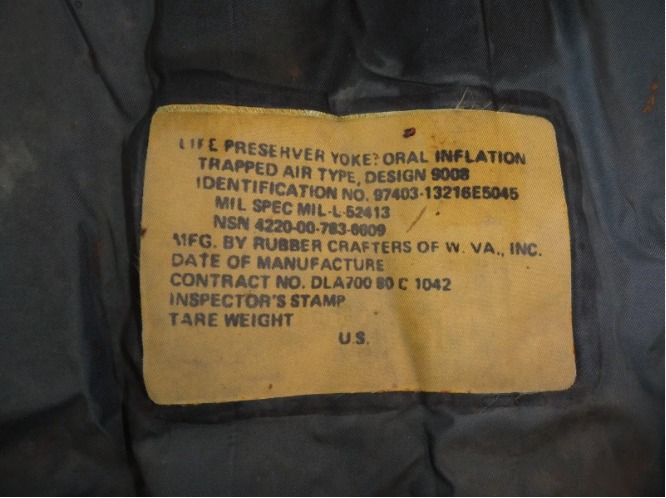 LIFE PRESERVER YOKE: ORAL INFLATION
TRAPPED AIR TYPE, DESIGN 9008
IDENTIFICATION NO. 97403-13216E5045
MIL SPEC MIL-L-52413
NSN 4220-00-783-6609
MFG. BY RUBBER CRAFTERS OF W. VA., INC.
DATE OF MANUFACTURE
CONTRACT NO. DLA700 80 C 1042
INSPECTOR'S STAMP
TARE WEIGHT
U.S.